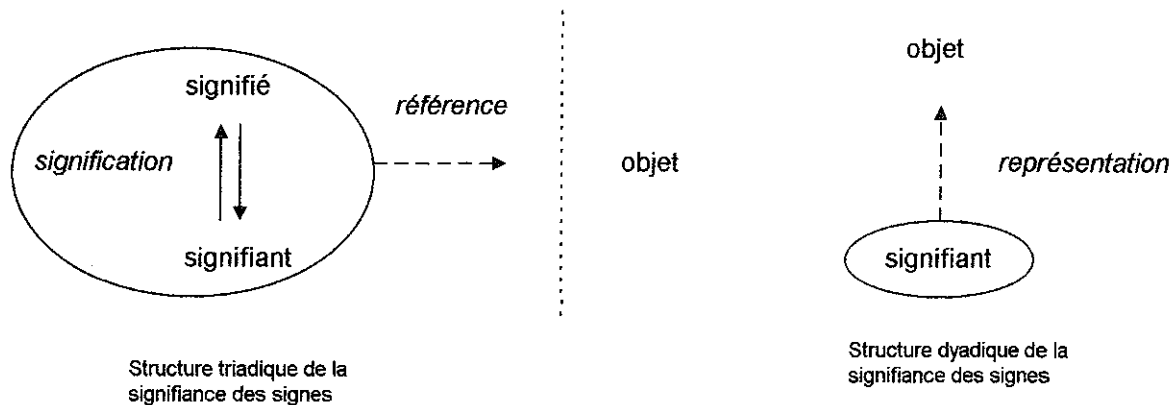 signifié
référence
signification
signifiant
Structure triadique de la
signifiance des signes
objet
objet
représentation
signifiant
Structure dyadique de la
signifiance des signes